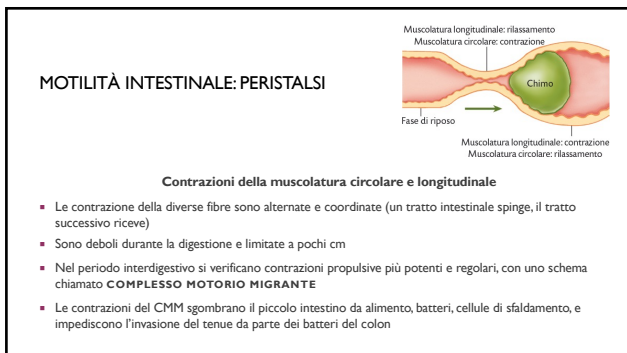 Muscolatura longitudinale: rilassamento
Muscolatura circolare: contrazione
MOTILITÀ INTESTINALE: PERISTALSI
Chimo
Fase di riposo
Muscolatura longitudinale: contrazione
Muscolatura circolare: rilassamento
Contrazioni della muscolatura circolare e longitudinale
▪ Le contrazione della diverse fibre sono alternate e coordinate (un tratto intestinale spinge, il tratto
successivo riceve)
▪ Sono deboli durante la digestione e limitate a pochi cm
▪ Nel periodo interdigestivo si verificano contrazioni propulsive più potenti e regolari, con uno schema
chiamato COMPLESSO MOTORIO MIGRANTE
▪ Le contrazioni del CMM sgombrano il piccolo intestino da alimento, batteri, cellule di sfaldamento, e
impediscono l'invasione del tenue da parte dei batteri del colon